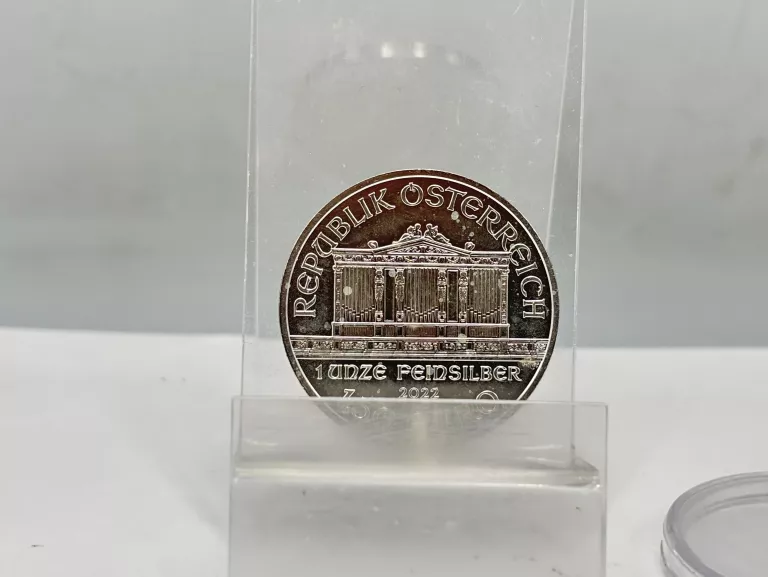 REPUBLIK ÖSTERREICH
1 UNZE FEINSILBER
2022